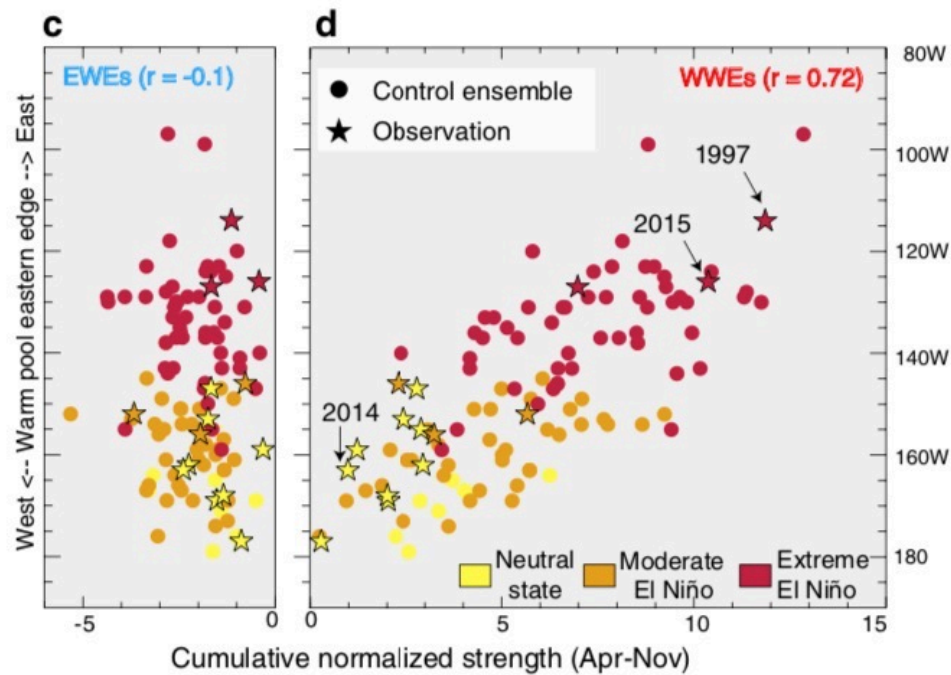 c
d
EWEs (r = -0.1)
WWEs (r = 0.72)
Control ensemble
Observation
1997
2015
2014
West <-- Warm pool eastern edge --> East
80W
100W
120W
140W
160W
180
Neutral state
Moderate El Niño
Extreme El Niño
-5
0
0
5
10
15
Cumulative normalized strength (Apr-Nov)